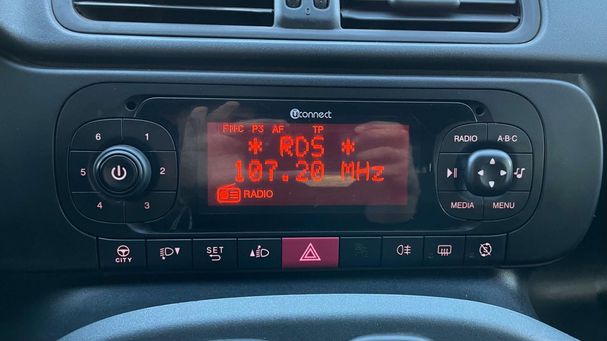 uconnect
FM-C P3 AF TP
* RDS *
107.20 MHz
RADIO
6 1
5 2
4 3
RADIO A·B·C
MEDIA MENU
CITY
SET